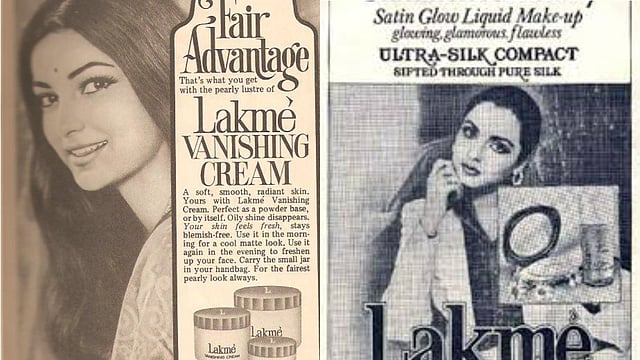 Fair
Advantage
That's what you get
with the pearly lustre of
Lakmé
VANISHING
CREAM
A soft, smooth, radiant skin.
Yours with Lakmé Vanishing
Cream. Perfect as a powder base,
or by itself. Oily shine disappears.
Your skin feels fresh, stays
blemish-free. Use it in the morn-
ing for a cool matte look. Use it
again in the evening to freshen
up your face. Carry the small jar
in your handbag. For the fairest
pearly look always.
L
Lakmé
Lakmé
VANISHING CREAM
Satin Glow Liquid Make-up
glowing, glamorous, flawless
ULTRA-SILK COMPACT
SIFTED THROUGH PURE SILK
Lakmé